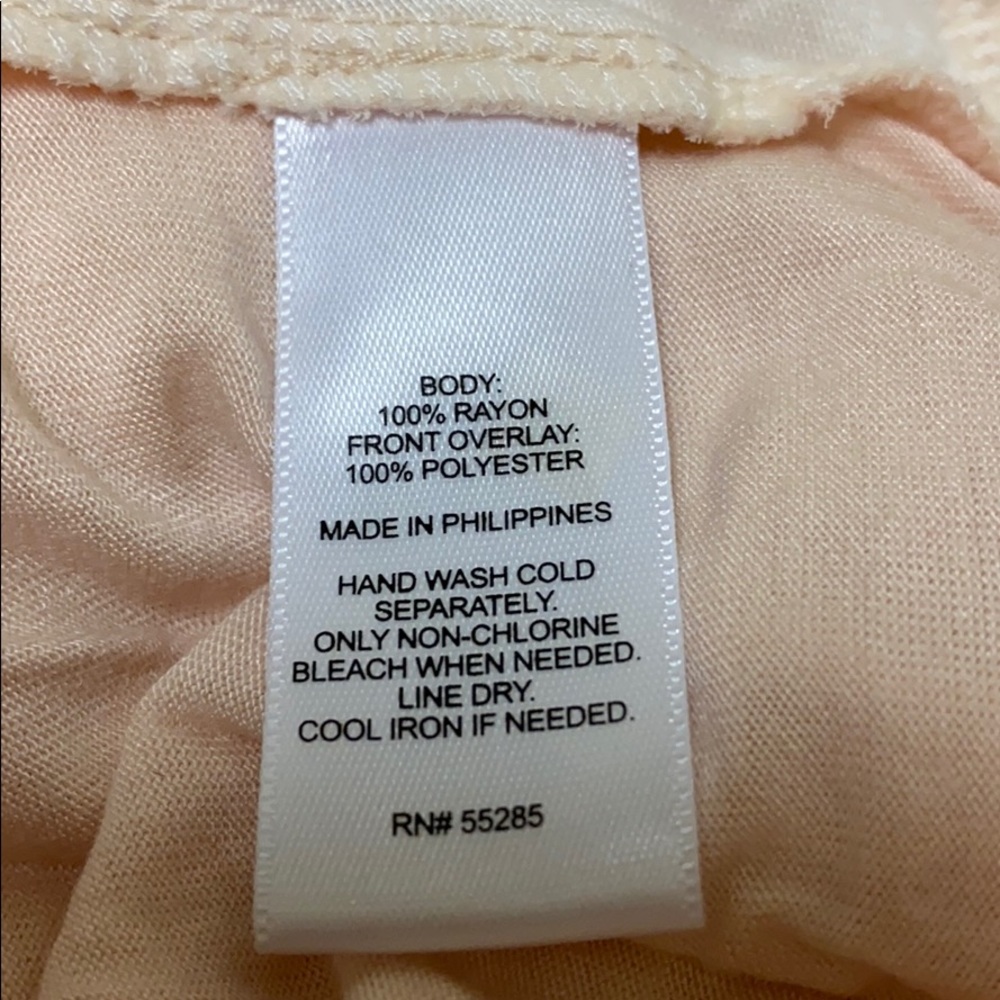 BODY:
100% RAYON
FRONT OVERLAY:
100% POLYESTER
MADE IN PHILIPPINES
HAND WASH COLD
SEPARATELY.
ONLY NON-CHLORINE
BLEACH WHEN NEEDED.
LINE DRY.
COOL IRON IF NEEDED.
RN# 55285